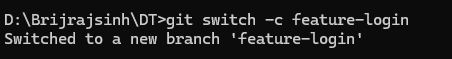 D:\Brijrajsinh\DT>git switch -c feature-login
Switched to a new branch 'feature-login'